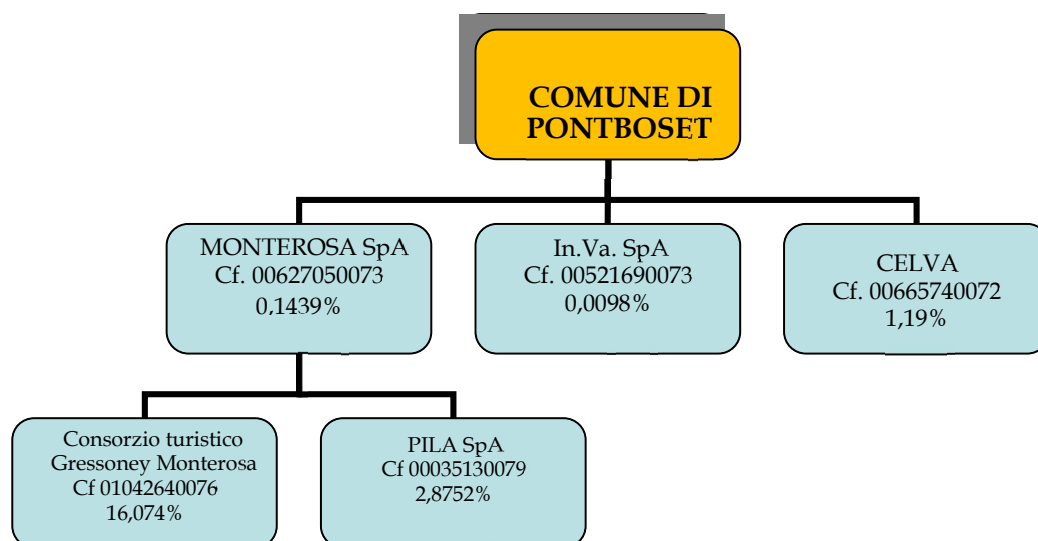 COMUNE DI
PONTBOSET
MONTEROSA SpA
Cf. 00627050073
0,1439%
In.Va. SpA
Cf. 00521690073
0,0098%
CELVA
Cf. 00665740072
1,19%
Consorzio turistico
Gressoney Monterosa
Cf 01042640076
16,074%
PILA SpA
Cf 00035130079
2,8752%